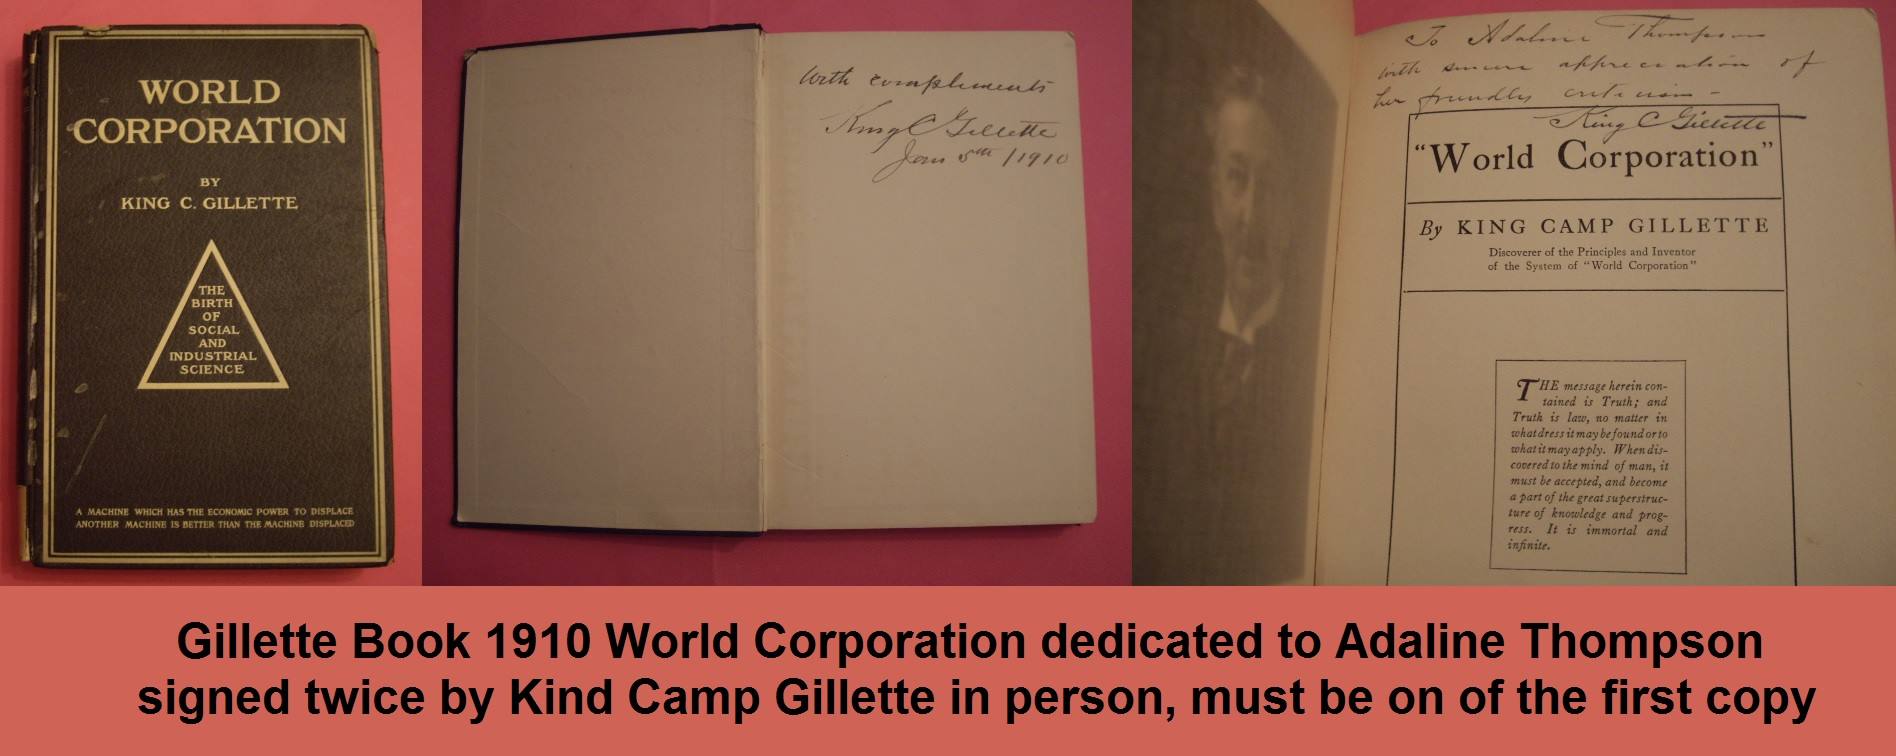 WORLD
CORPORATION
BY
KING C. GILLETTE
THE
BIRTH
OF
SOCIAL
AND
INDUSTRIAL
SCIENCE
A MACHINE WHICH HAS THE ECONOMIC POWER TO DISPLACE
ANOTHER MACHINE IS BETTER THAN THE MACHINE DISPLACED
With compliments
King C Gillette
Jan 5th / 1910
To Adaline Thompson
with sincere appreciation of
her friendly criticism -
King C Gillette
"World Corporation"
By KING CAMP GILLETTE
Discoverer of the Principles and Inventor
of the System of "World Corporation"
THE message herein con-
tained is Truth; and
Truth is law, no matter in
what dress it may be found or to
what it may apply. When dis-
covered to the mind of man, it
must be accepted, and become
a part of the great superstruc-
ture of knowledge and prog-
ress. It is immortal and
infinite.
Gillette Book 1910 World Corporation dedicated to Adaline Thompson
signed twice by Kind Camp Gillette in person, must be on of the first copy